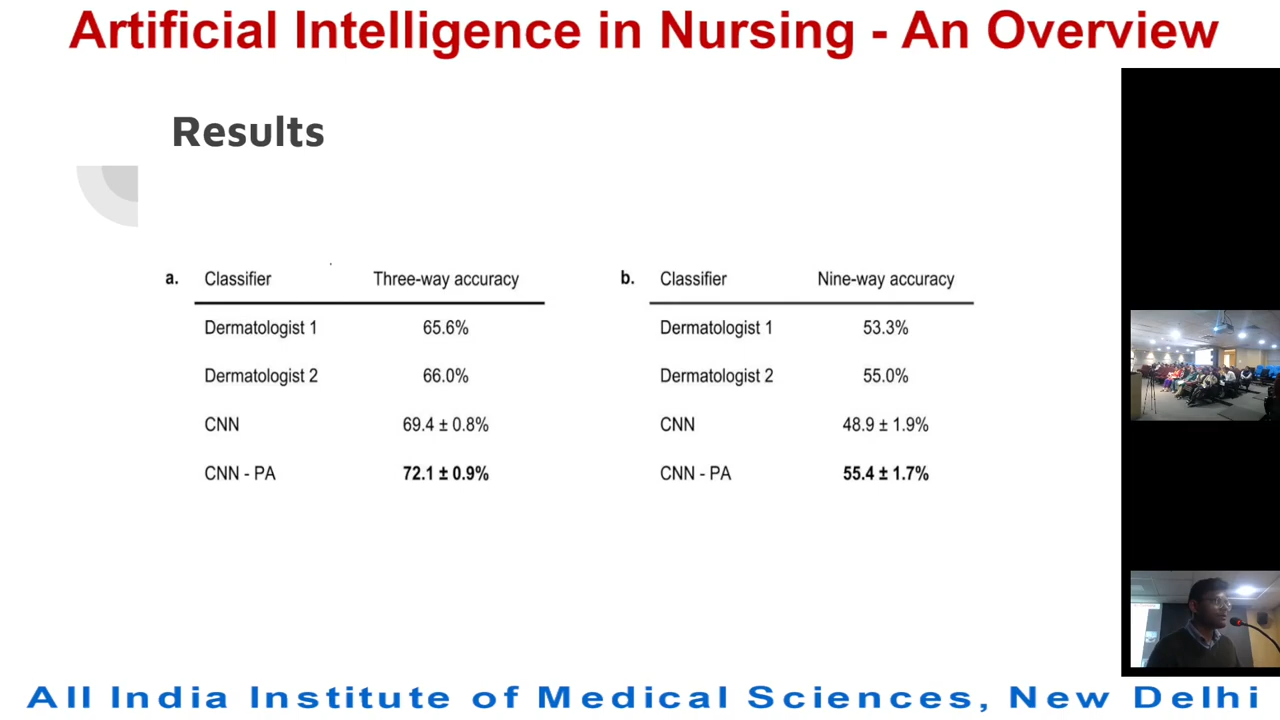 Artificial Intelligence in Nursing - An Overview
Results
a. Classifier Three-way accuracy
Dermatologist 1 65.6%
Dermatologist 2 66.0%
CNN 69.4 ± 0.8%
CNN - PA 72.1 ± 0.9%
b. Classifier Nine-way accuracy
Dermatologist 1 53.3%
Dermatologist 2 55.0%
CNN 48.9 ± 1.9%
CNN - PA 55.4 ± 1.7%
All India Institute of Medical Sciences, New Delhi